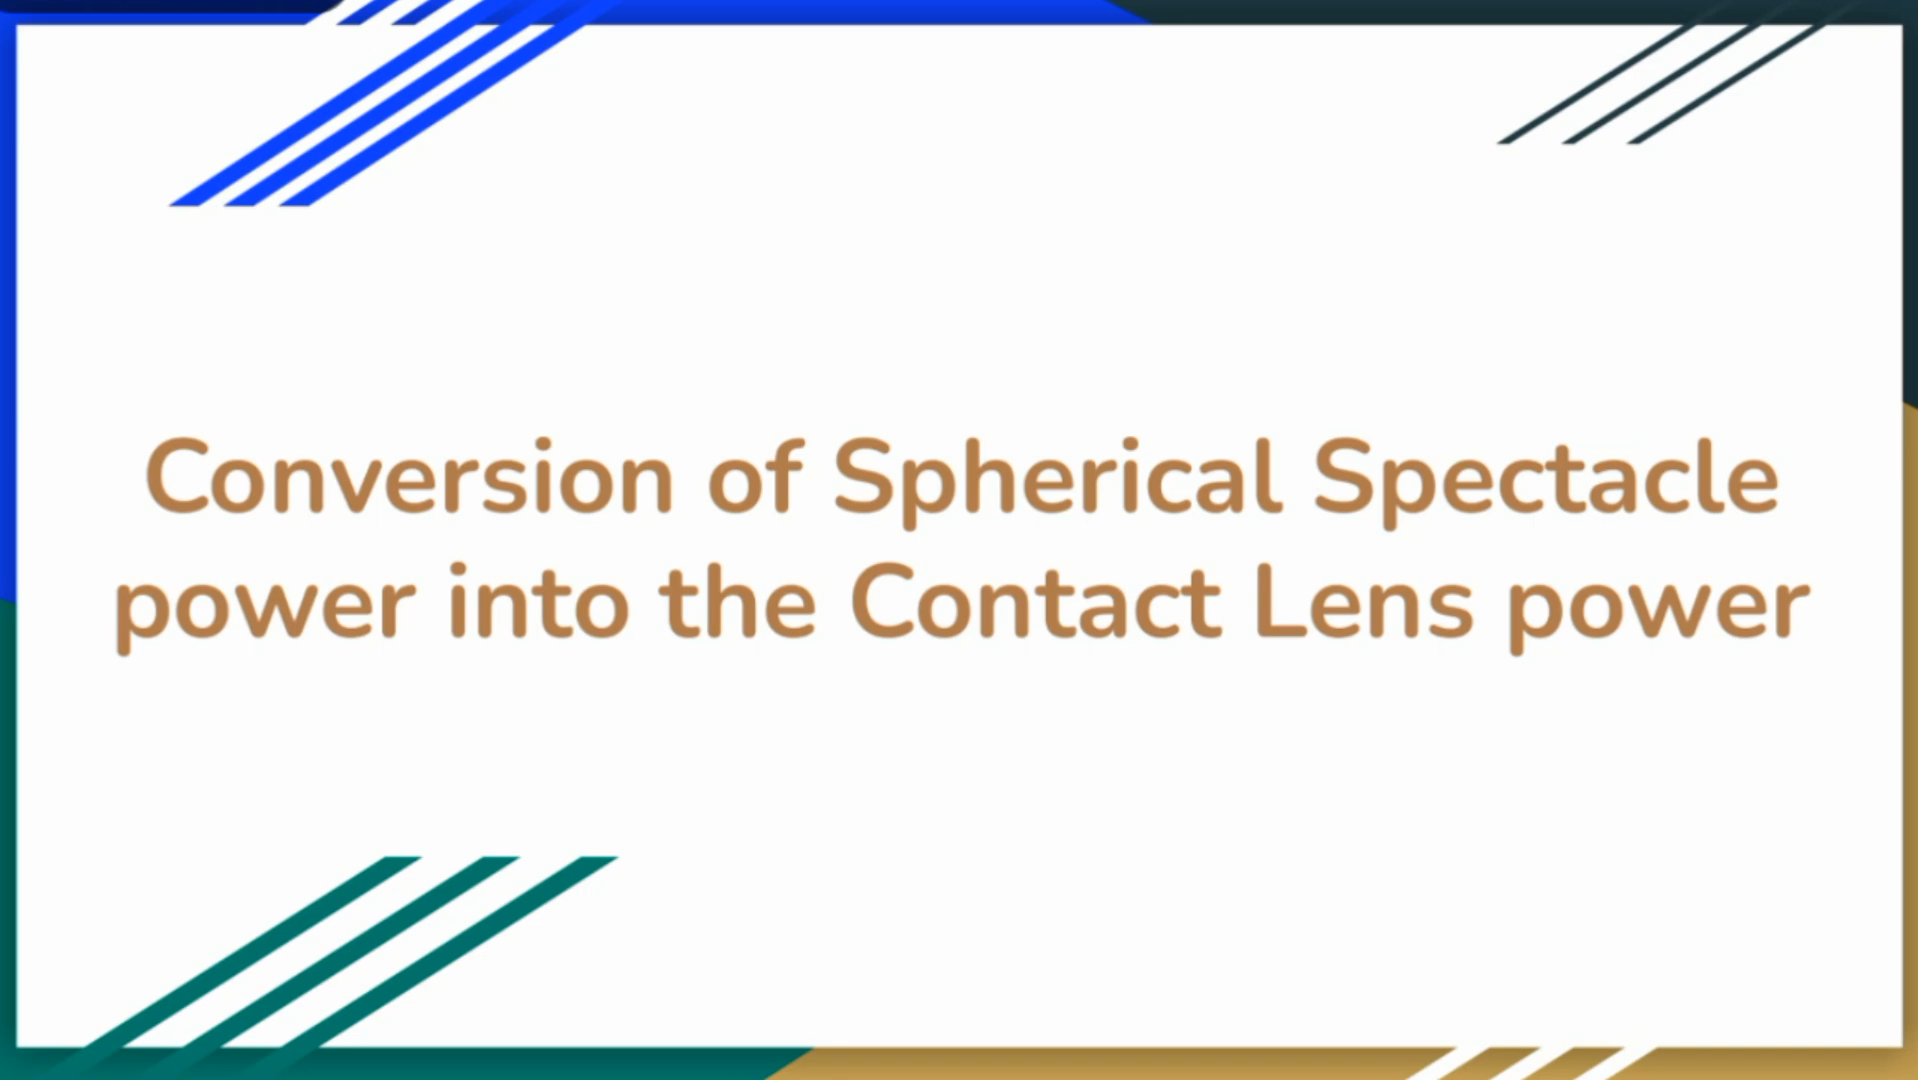 Conversion of Spherical Spectacle
power into the Contact Lens power